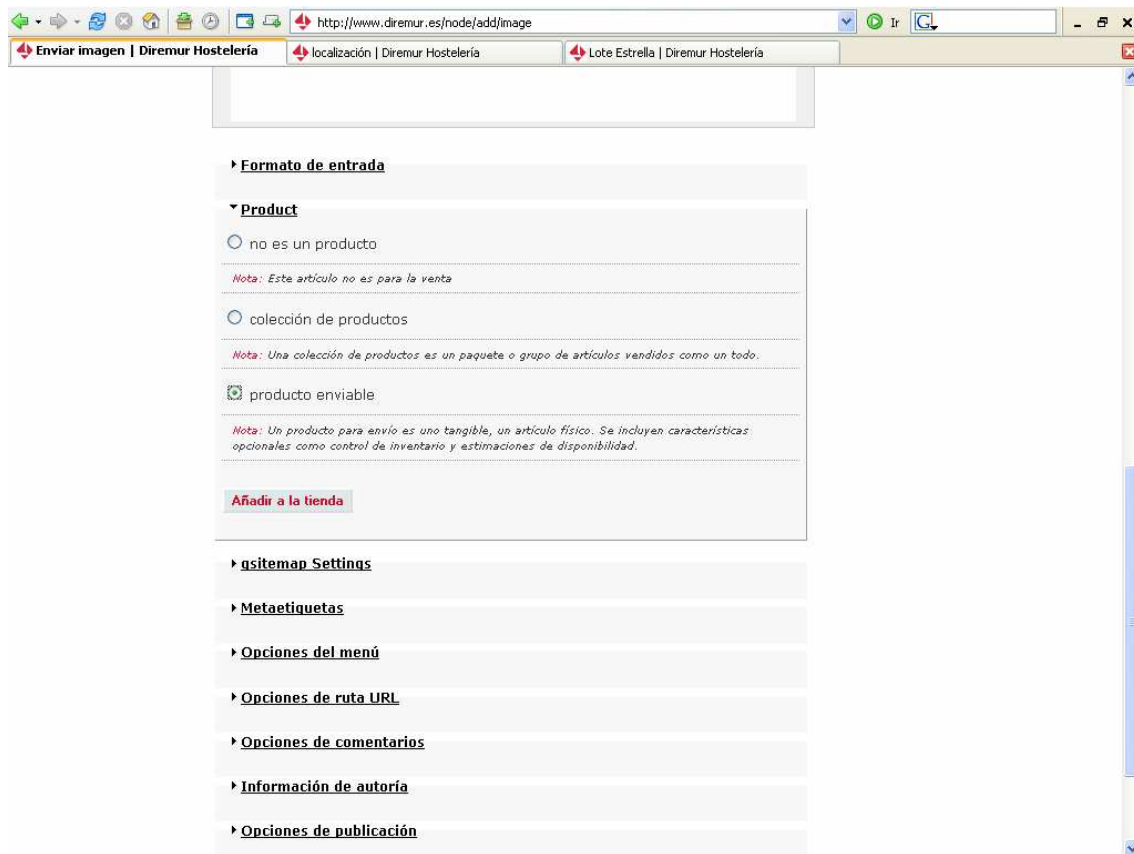 http://www.diremur.es/node/add/image
Ir
Enviar imagen | Diremur Hostelería
localización | Diremur Hostelería
Lote Estrella | Diremur Hostelería
Formato de entrada
Product
no es un producto
Nota: Este artículo no es para la venta
colección de productos
Nota: Una colección de productos es un paquete o grupo de artículos vendidos como un todo.
producto enviable
Nota: Un producto para envío es uno tangible, un artículo físico. Se incluyen características
opcionales como control de inventario y estimaciones de disponibilidad.
Añadir a la tienda
gsitemap Settings
Metaetiquetas
Opciones del menú
Opciones de ruta URL
Opciones de comentarios
Información de autoría
Opciones de publicación